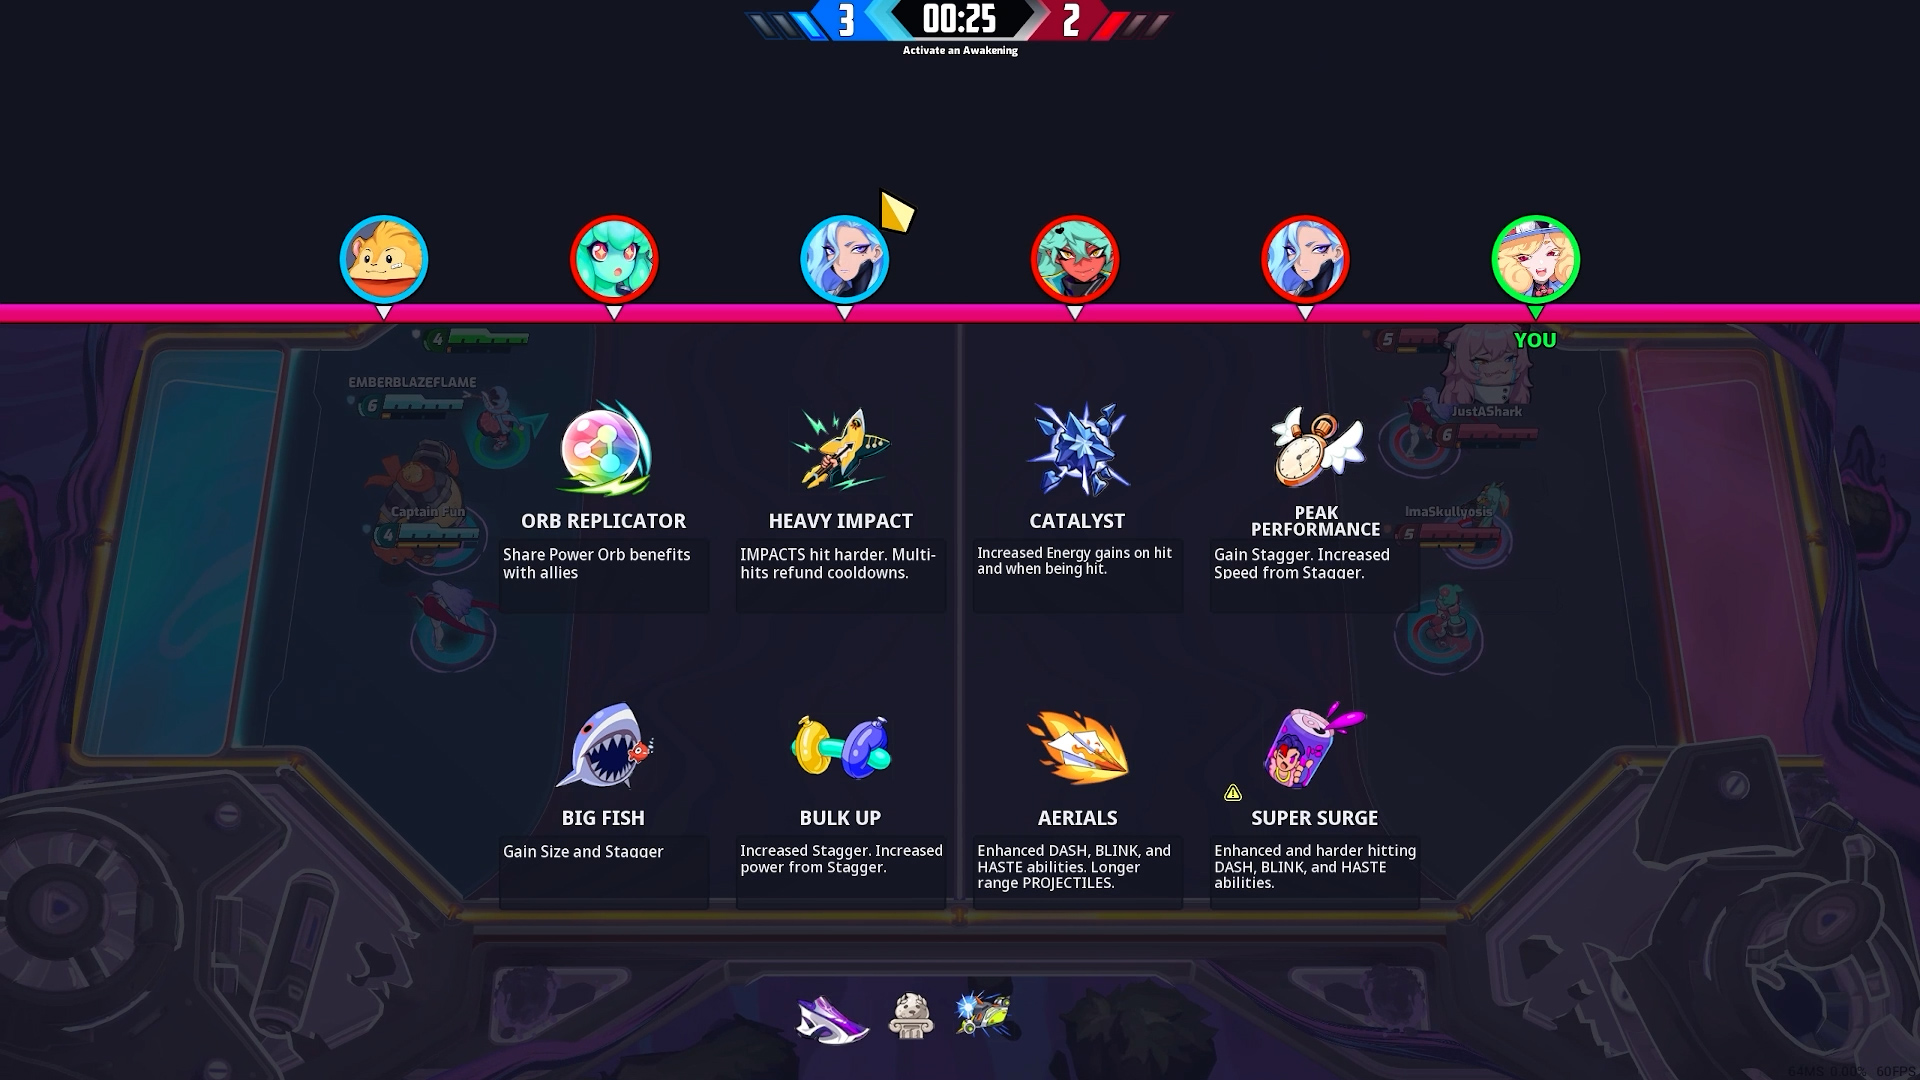 3
00:25
2
Activate an Awakening
YOU
4
5
EMBERBLAZEFLAME
6
JustAShark
6
Captain Fun
4
ImaSkullyosis
5
ORB REPLICATOR
Share Power Orb benefits
with allies
HEAVY IMPACT
IMPACTS hit harder. Multi-
hits refund cooldowns.
CATALYST
Increased Energy gains on hit
and when being hit.
PEAK
PERFORMANCE
Gain Stagger. Increased
Speed from Stagger.
BIG FISH
Gain Size and Stagger
BULK UP
Increased Stagger. Increased
power from Stagger.
AERIALS
Enhanced DASH, BLINK, and
HASTE abilities. Longer
range PROJECTILES.
SUPER SURGE
Enhanced and harder hitting
DASH, BLINK, and HASTE
abilities.
64MS 0.00% 60FPS